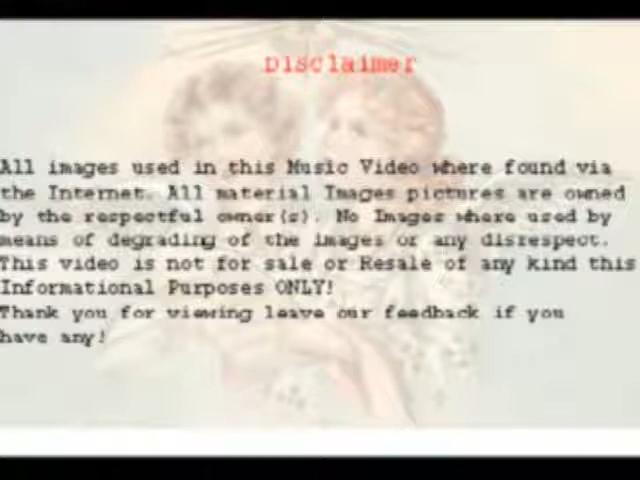 Disclaimer
All images used in this Music Video where found via
the Internet. All material Images pictures are owned
by the respectful owner(s). No Images where used by
means of degrading of the images or any disrespect.
This video is not for sale or Resale of any kind this
Informational Purposes ONLY!
Thank you for viewing leave our feedback if you
have any!